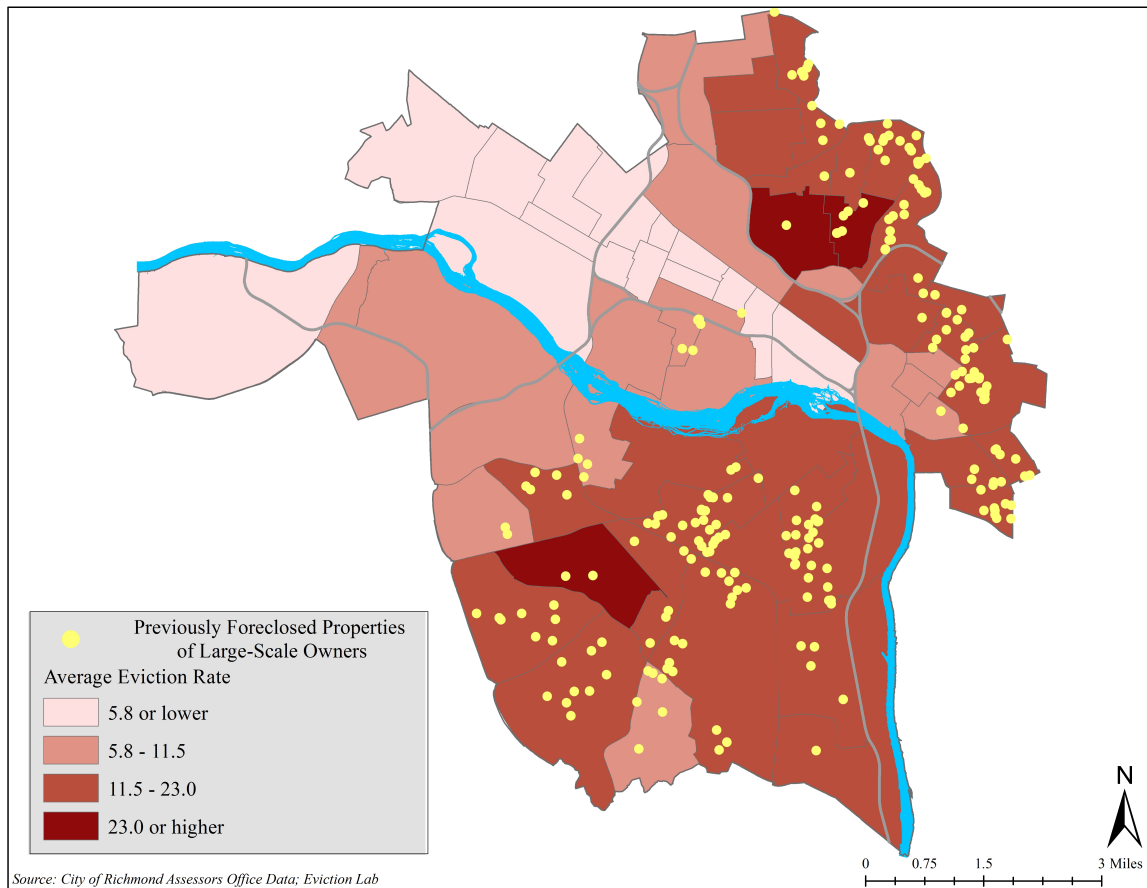 Previously Foreclosed Properties
of Large-Scale Owners
Average Eviction Rate
5.8 or lower
5.8 - 11.5
11.5 - 23.0
23.0 or higher
N
0 0.75 1.5 3 Miles
Source: City of Richmond Assessors Office Data; Eviction Lab